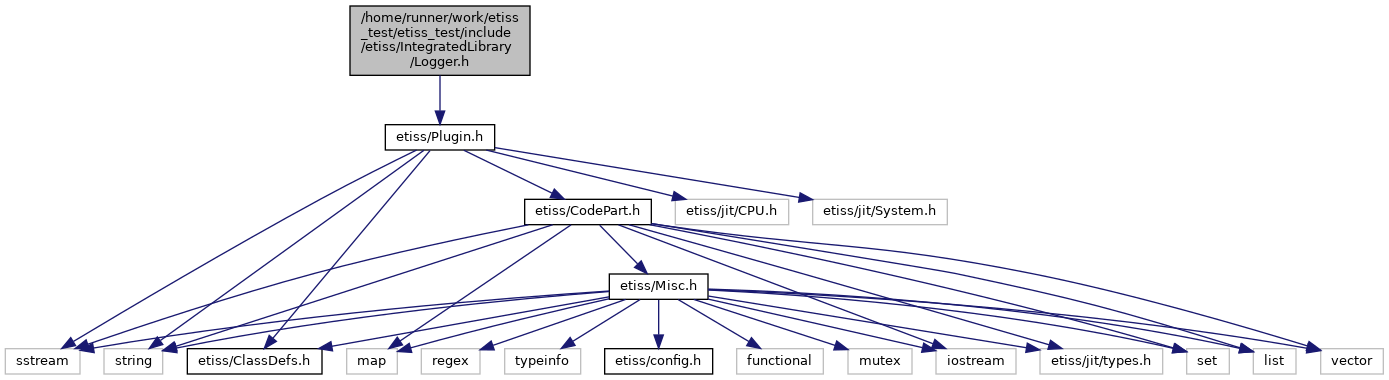 /home/runner/work/etiss
_test/etiss_test/include
/etiss/IntegratedLibrary
/Logger.h
etiss/Plugin.h
etiss/CodePart.h
etiss/jit/CPU.h
etiss/jit/System.h
etiss/Misc.h
sstream
string
etiss/ClassDefs.h
map
regex
typeinfo
etiss/config.h
functional
mutex
iostream
etiss/jit/types.h
set
list
vector